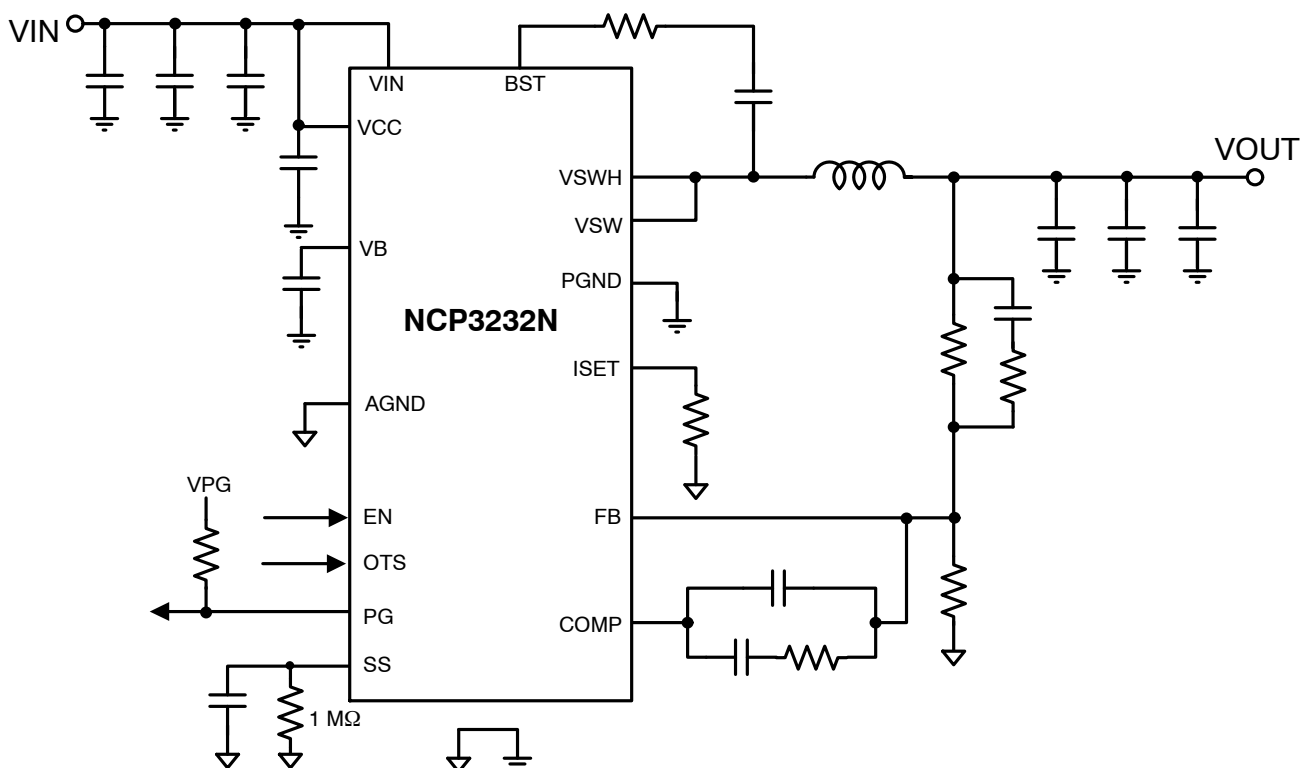 VIN
VIN
BST
VCC
VOUT
VSWH
VSW
VB
PGND
NCP3232N
ISET
AGND
VPG
EN
FB
OTS
PG
COMP
SS
1 MΩ